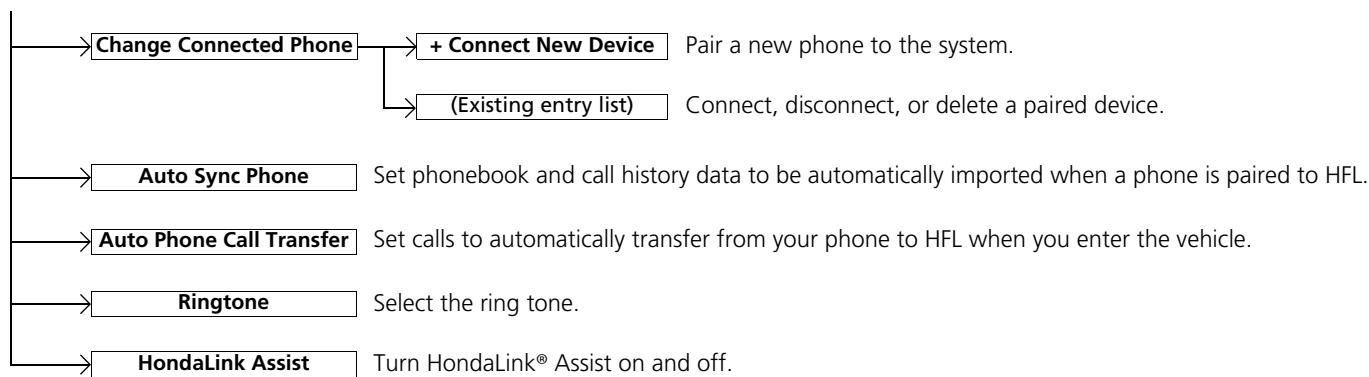 Change Connected Phone + Connect New Device Pair a new phone to the system.
(Existing entry list) Connect, disconnect, or delete a paired device.
Auto Sync Phone Set phonebook and call history data to be automatically imported when a phone is paired to HFL.
Auto Phone Call Transfer Set calls to automatically transfer from your phone to HFL when you enter the vehicle.
Ringtone Select the ring tone.
HondaLink Assist Turn HondaLink® Assist on and off.